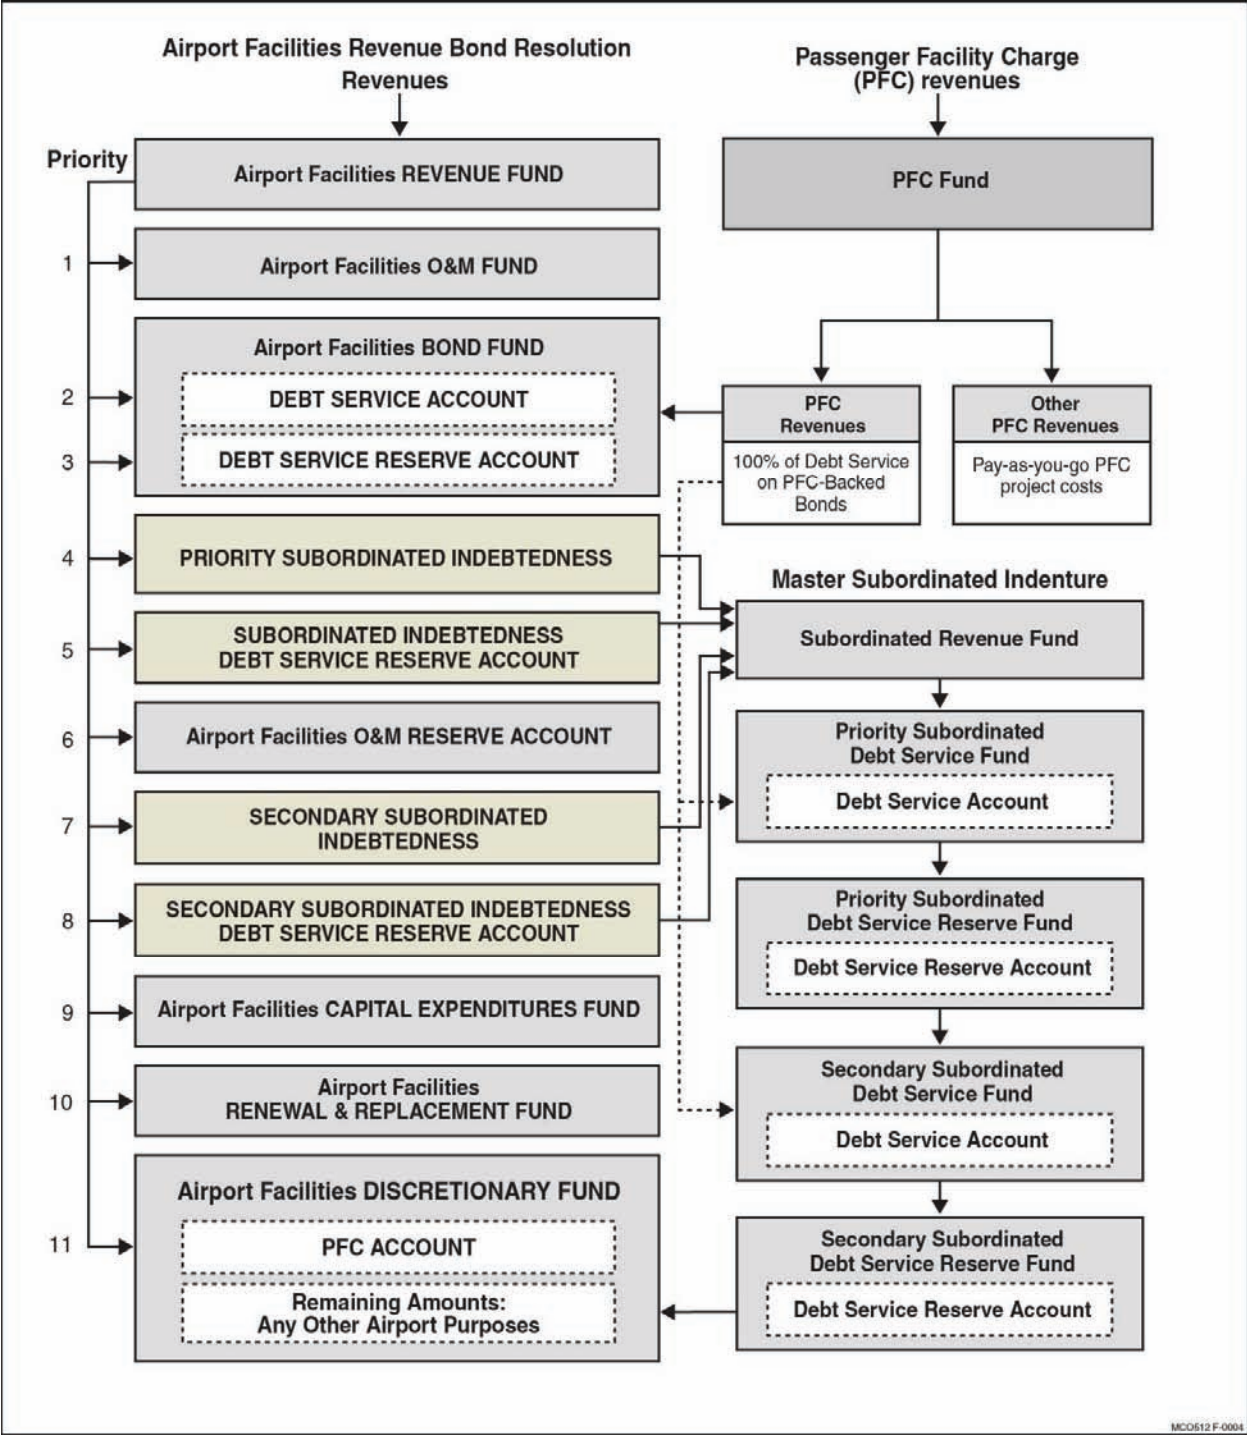 Airport Facilities Revenue Bond Resolution
Revenues
Priority
Airport Facilities REVENUE FUND
1
Airport Facilities O&M FUND
Airport Facilities BOND FUND
2
DEBT SERVICE ACCOUNT
3
DEBT SERVICE RESERVE ACCOUNT
4
PRIORITY SUBORDINATED INDEBTEDNESS
5
SUBORDINATED INDEBTEDNESS
DEBT SERVICE RESERVE ACCOUNT
6
Airport Facilities O&M RESERVE ACCOUNT
7
SECONDARY SUBORDINATED
INDEBTEDNESS
8
SECONDARY SUBORDINATED INDEBTEDNESS
DEBT SERVICE RESERVE ACCOUNT
9
Airport Facilities CAPITAL EXPENDITURES FUND
10
Airport Facilities
RENEWAL & REPLACEMENT FUND
Airport Facilities DISCRETIONARY FUND
11
PFC ACCOUNT
Remaining Amounts:
Any Other Airport Purposes
Passenger Facility Charge
(PFC) revenues
PFC Fund
PFC
Revenues
100% of Debt Service
on PFC-Backed
Bonds
Other
PFC Revenues
Pay-as-you-go PFC
project costs
Master Subordinated Indenture
Subordinated Revenue Fund
Priority Subordinated
Debt Service Fund
Debt Service Account
Priority Subordinated
Debt Service Reserve Fund
Debt Service Reserve Account
Secondary Subordinated
Debt Service Fund
Debt Service Account
Secondary Subordinated
Debt Service Reserve Fund
Debt Service Reserve Account
MCO512 F-0004